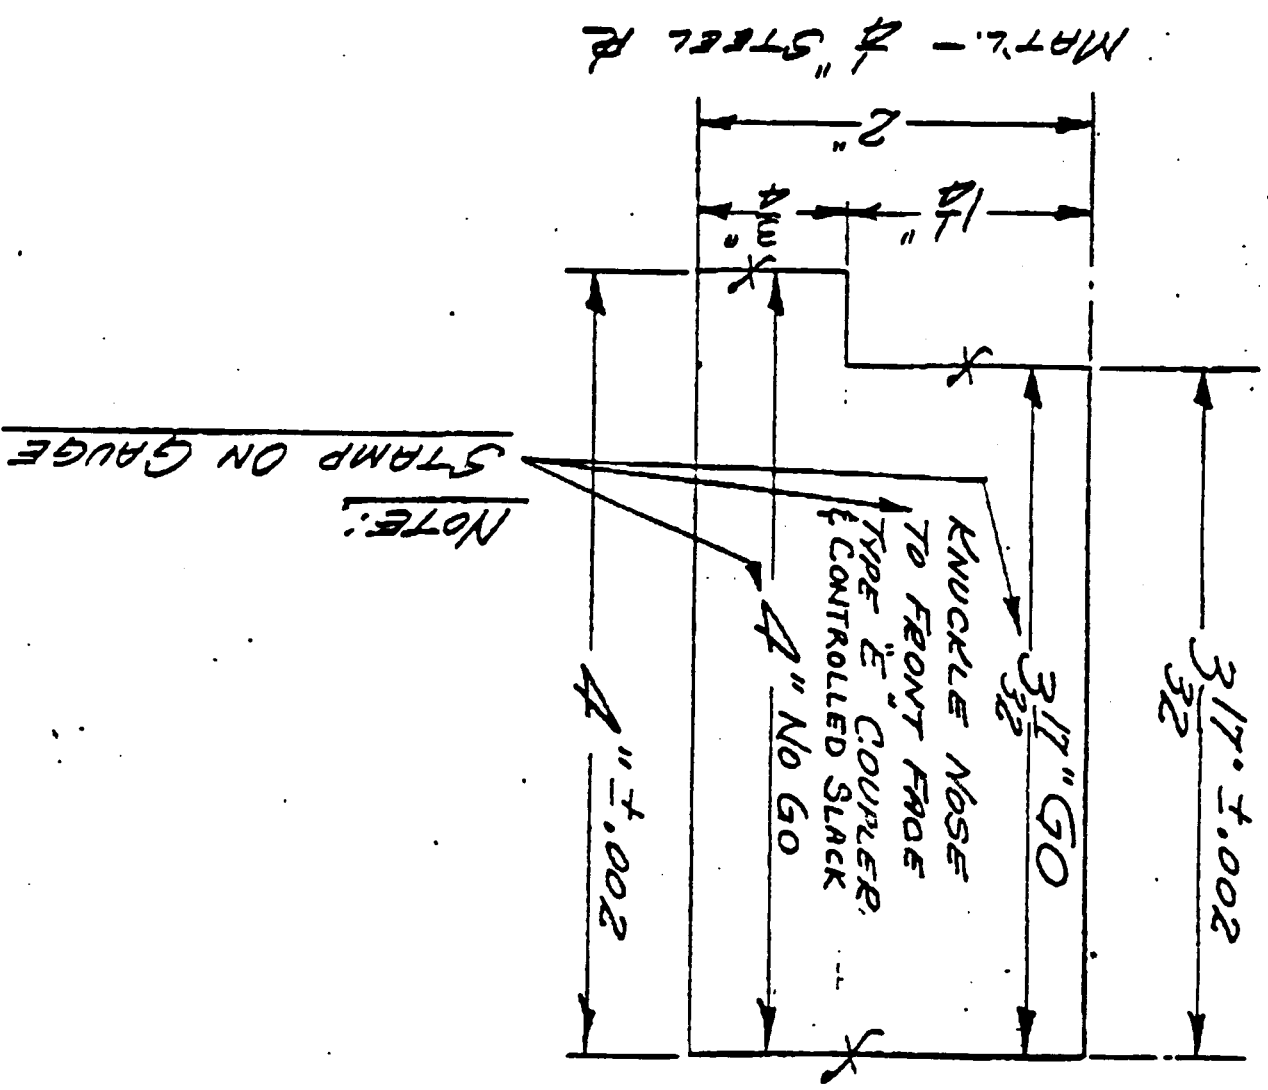 MAT'L. - 1/4" STEEL PL
2"
1 1/4"
3/4"
NOTE:
STAMP ON GAUGE
3 17/32" ±.002
3 17/32" GO
KNUCKLE NOSE
TO FRONT FACE
TYPE "E" COUPLER
& CONTROLLED SLACK
4" NO GO
4" ±.002